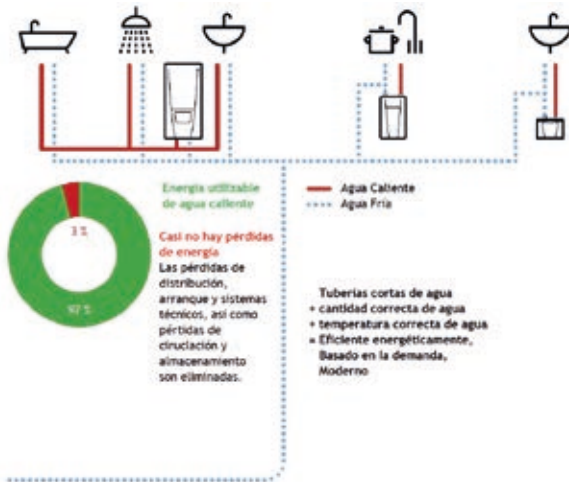 Energía utilizable
de agua caliente
Agua Caliente
Agua Fría
3 %
97 %
Casi no hay pérdidas
de energía
Las pérdidas de
distribución,
arranque y sistemas
técnicos, así como
pértidas de
ciruclación y
almacenamiento
son eliminadas.
Tuberías cortas de agua
+ cantidad correcta de agua
+ temperatura correcta de agua
= Eficiente energéticamente,
Basado en la demanda,
Moderno